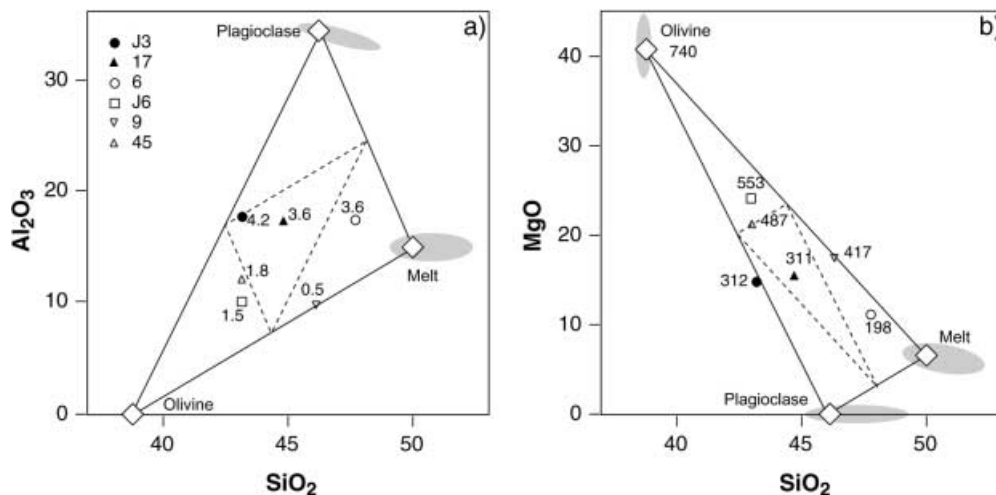 a)
Plagioclase
J3
17
6
J6
9
45
30
20
10
0
Al₂O₃
4.2
3.6
3.6
1.8
1.5
0.5
Melt
Olivine
40
45
50
SiO₂
b)
Olivine
740
40
30
20
10
0
MgO
553
487
417
311
312
198
Melt
Plagioclase
40
45
50
SiO₂